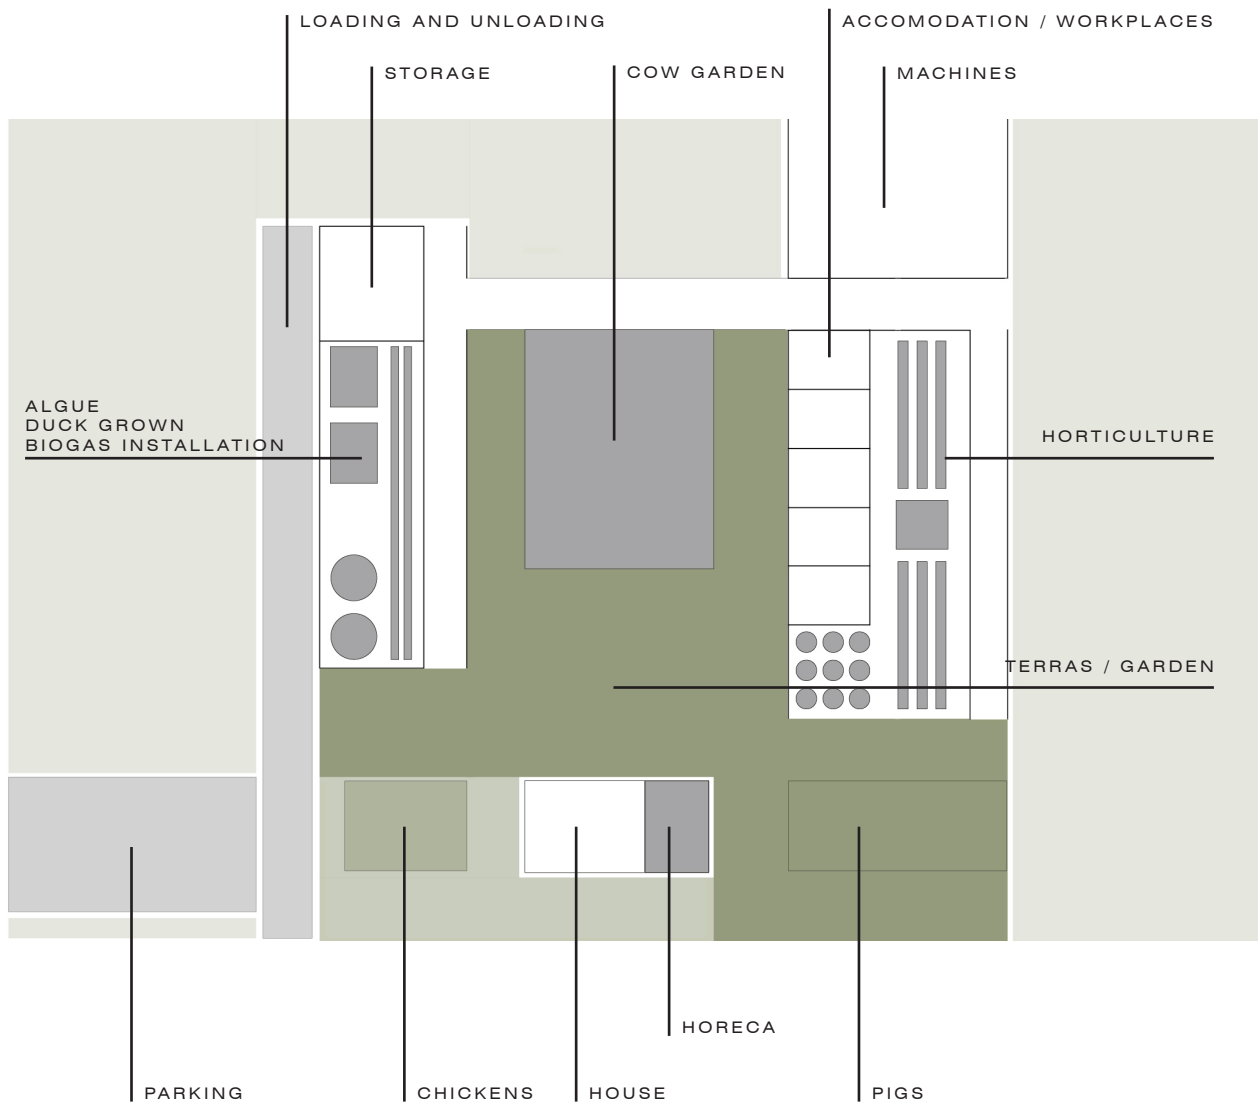 LOADING AND UNLOADING
ACCOMODATION / WORKPLACES
STORAGE
COW GARDEN
MACHINES
ALGUE
DUCK GROWN
BIOGAS INSTALLATION
HORTICULTURE
TERRAS / GARDEN
HORECA
PARKING
CHICKENS
HOUSE
PIGS